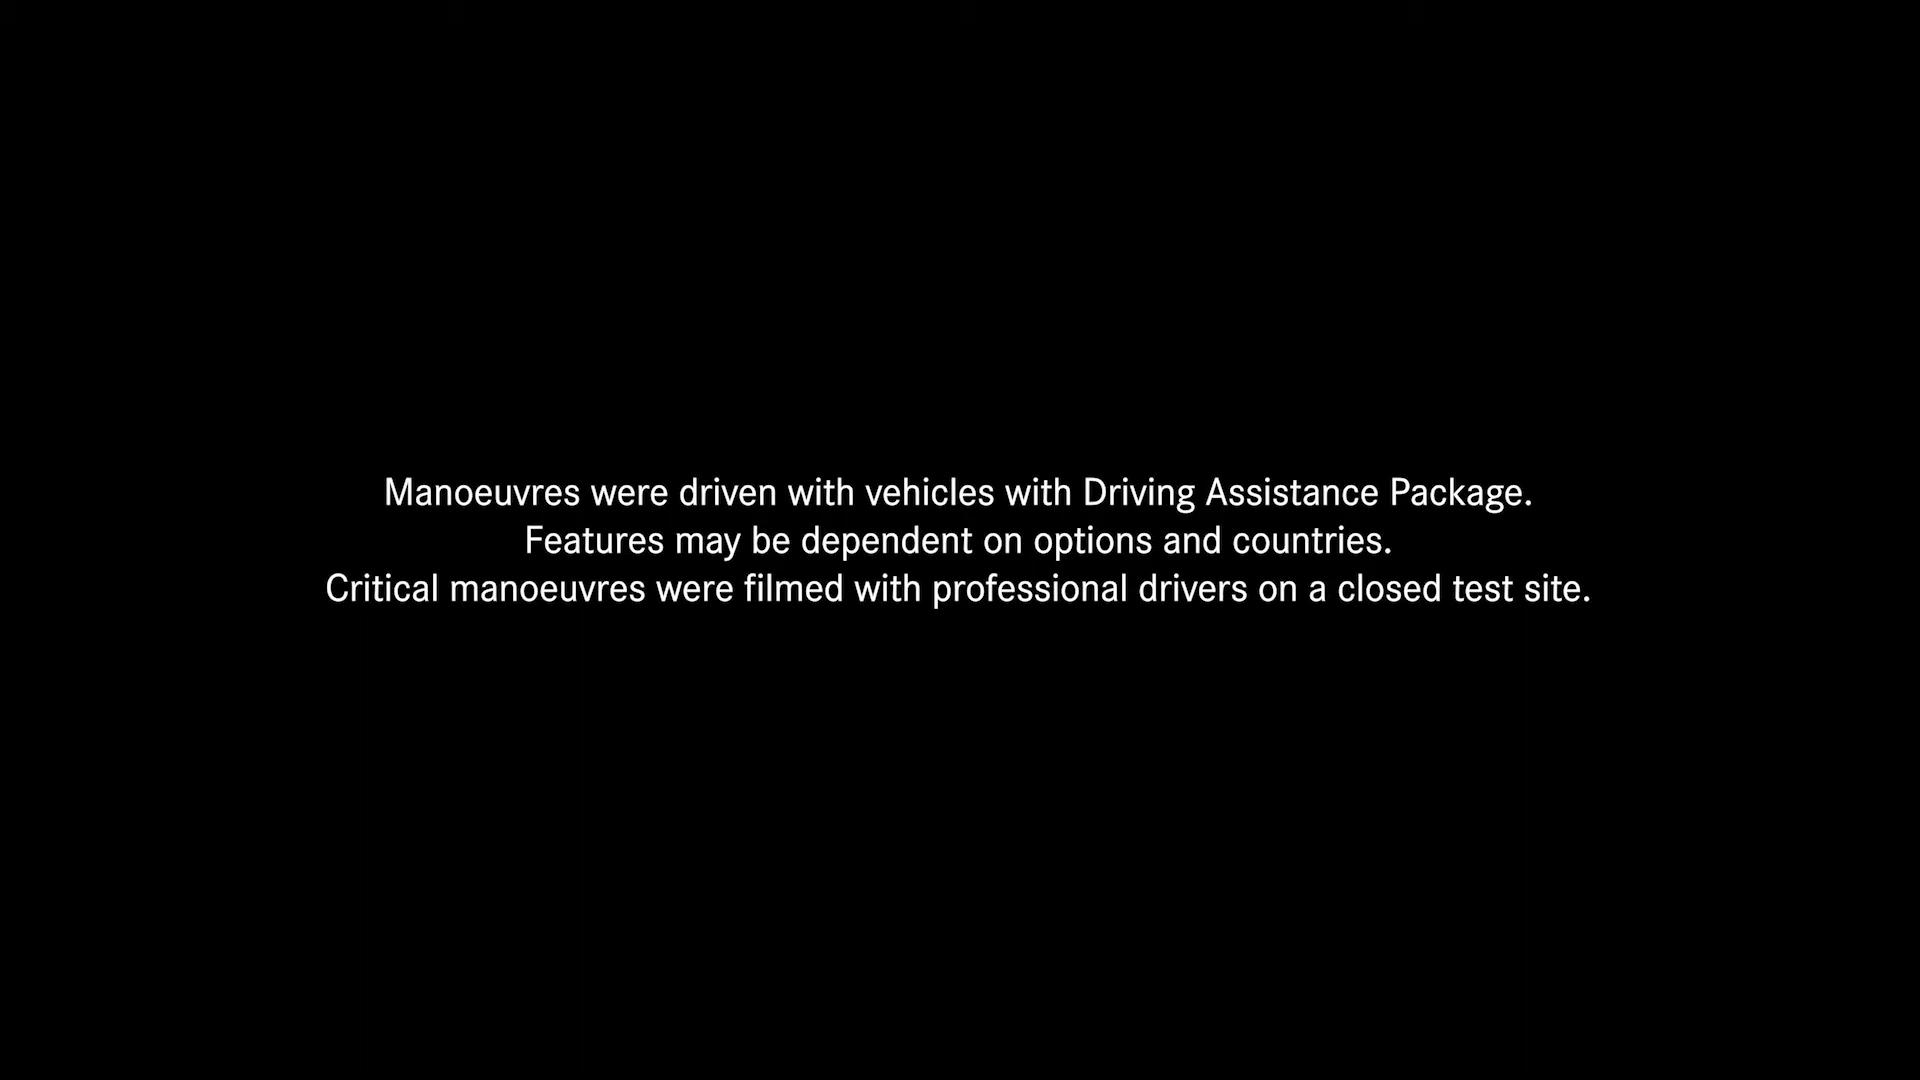 Manoeuvres were driven with vehicles with Driving Assistance Package.
Features may be dependent on options and countries.
Critical manoeuvres were filmed with professional drivers on a closed test site.